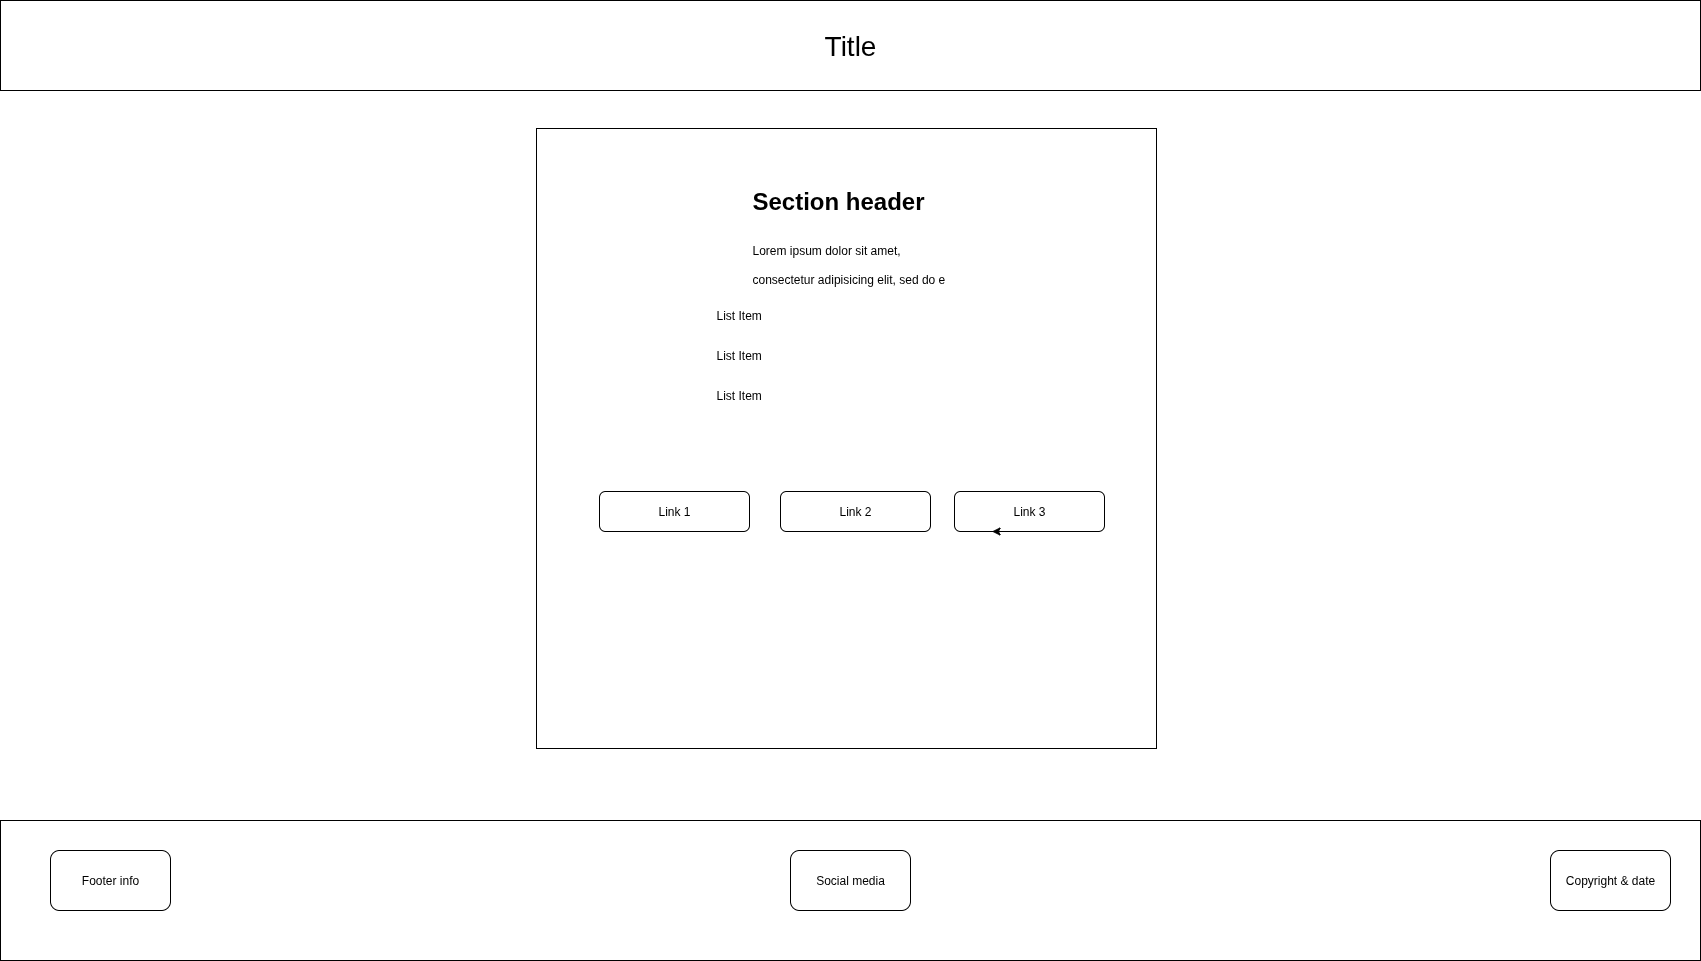 Title
Section header
Lorem ipsum dolor sit amet,
consectetur adipisicing elit, sed do e
List Item
List Item
List Item
Link 1
Link 2
Link 3
Footer info
Social media
Copyright & date